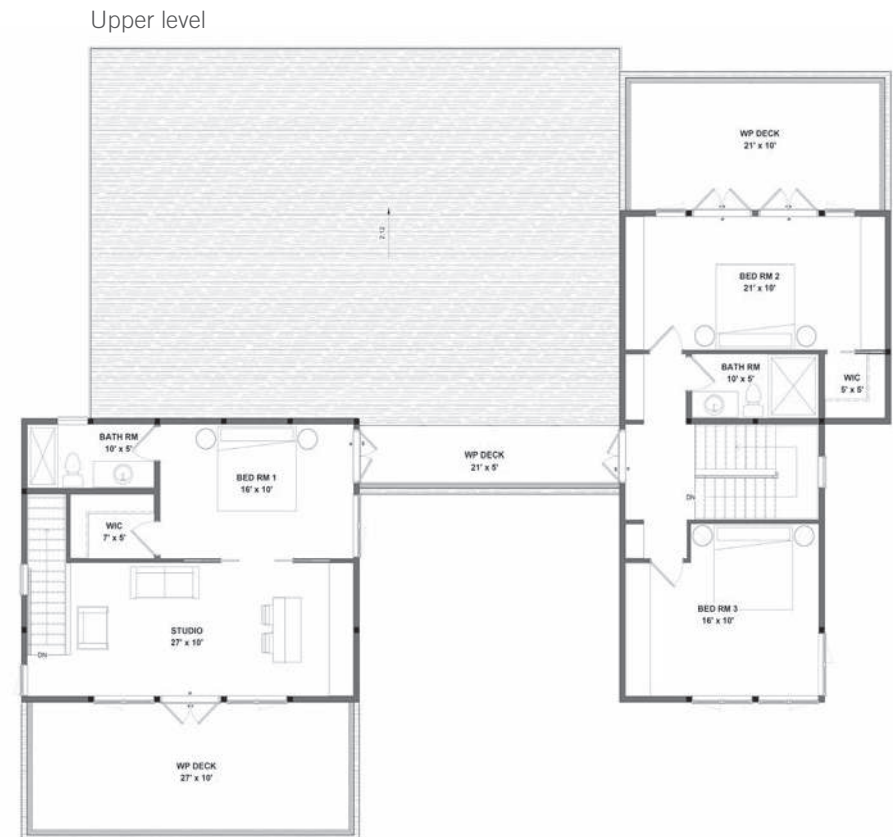 Upper level
WP DECK
21' x 10'
2:12
BED RM 2
21' x 10'
BATH RM
10' x 5'
WIC
5' x 5'
BATH RM
10' x 5'
BED RM 1
16' x 10'
WP DECK
21' x 5'
DN
WIC
7' x 5'
STUDIO
27' x 10'
BED RM 3
16' x 10'
DN
WP DECK
27' x 10'